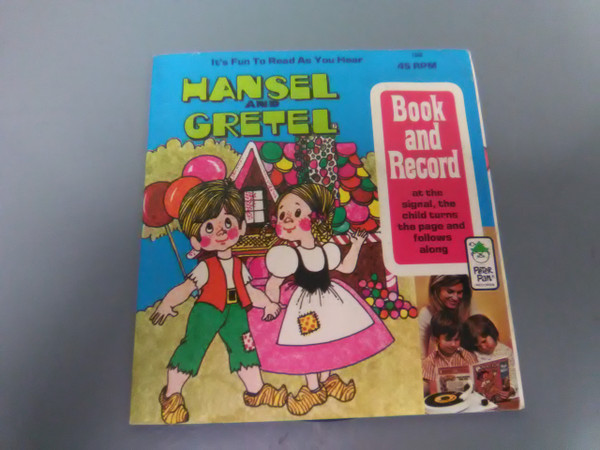 It's Fun To Read As You Hear
45 RPM
HANSEL
AND
GRETEL
Book
and
Record
at the
signal, the
child turns
the page and
follows
along
PETER
PAN